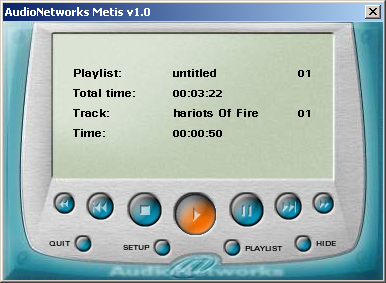 AudioNetworks Metis v1.0
Playlist: untitled 01
Total time: 00:03:22
Track: hariots Of Fire 01
Time: 00:00:50
QUIT SETUP PLAYLIST HIDE
AudioNetworks